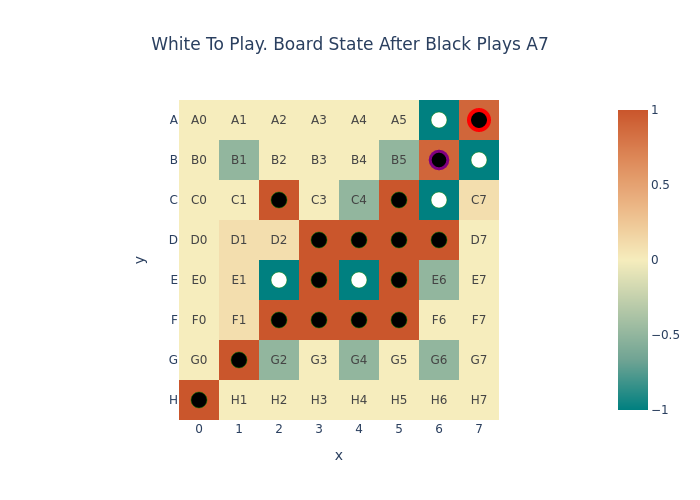 White To Play. Board State After Black Plays A7
A A0 A1 A2 A3 A4 A5
B B0 B1 B2 B3 B4 B5
C C0 C1 C3 C4 C7
D D0 D1 D2 D7
E E0 E1 E6 E7
F F0 F1 F6 F7
G G0 G2 G3 G4 G5 G6 G7
H H1 H2 H3 H4 H5 H6 H7
0 1 2 3 4 5 6 7
x
y
1
0.5
0
−0.5
−1